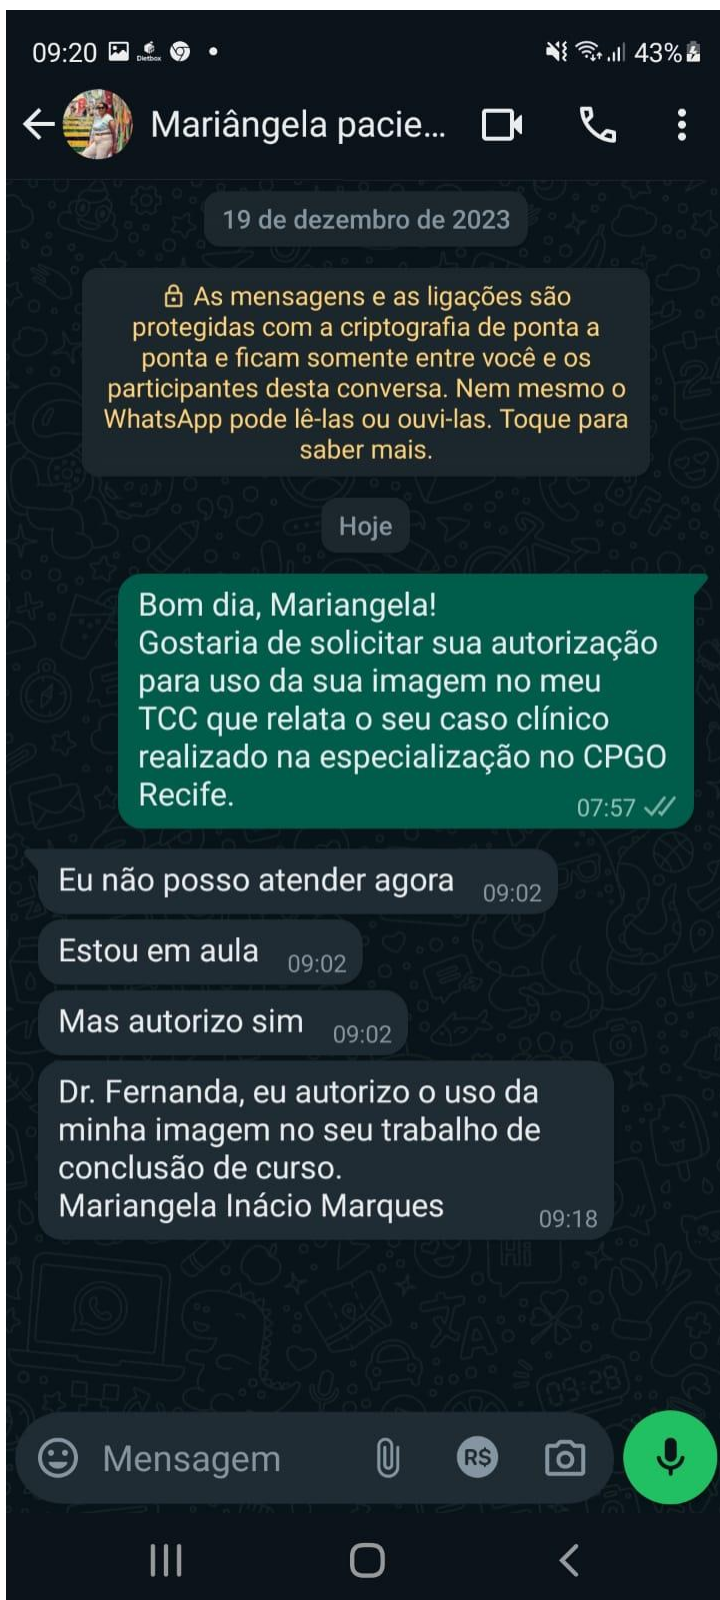 09:20 Dietbox 43%
Mariângela pacie...
19 de dezembro de 2023
As mensagens e as ligações são
protegidas com a criptografia de ponta a
ponta e ficam somente entre você e os
participantes desta conversa. Nem mesmo o
WhatsApp pode lê-las ou ouvi-las. Toque para
saber mais.
Hoje
Bom dia, Mariangela!
Gostaria de solicitar sua autorização
para uso da sua imagem no meu
TCC que relata o seu caso clínico
realizado na especialização no CPGO
Recife.
07:57
Eu não posso atender agora 09:02
Estou em aula 09:02
Mas autorizo sim 09:02
Dr. Fernanda, eu autorizo o uso da
minha imagem no seu trabalho de
conclusão de curso.
Mariangela Inácio Marques
09:18
Mensagem R$